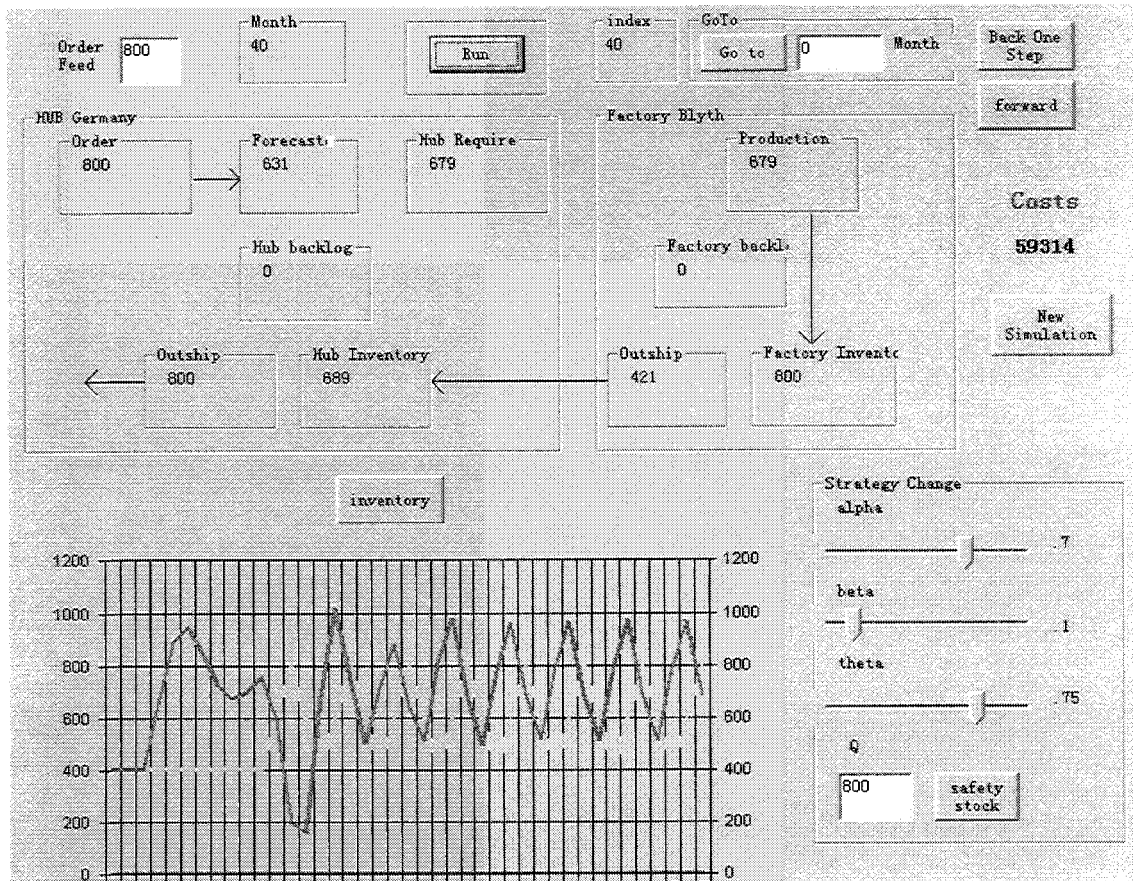 Order
Feed
800
Month
40
Run
index
40
GoTo
Go to
0
Month
Back One
Step
forward
HUB Germany
Order
800
Forecast
631
Hub Require
679
Hub backlog
0
Outship
800
Hub Inventory
689
Factory Blyth
Production
679
Factory backl
0
Outship
421
Factory Invento
800
Costs
59314
New
Simulation
inventory
1200
1000
800
600
400
200
0
1200
1000
800
600
400
200
0
Strategy Change
alpha
.7
beta
.1
theta
.75
Q
800
safety
stock